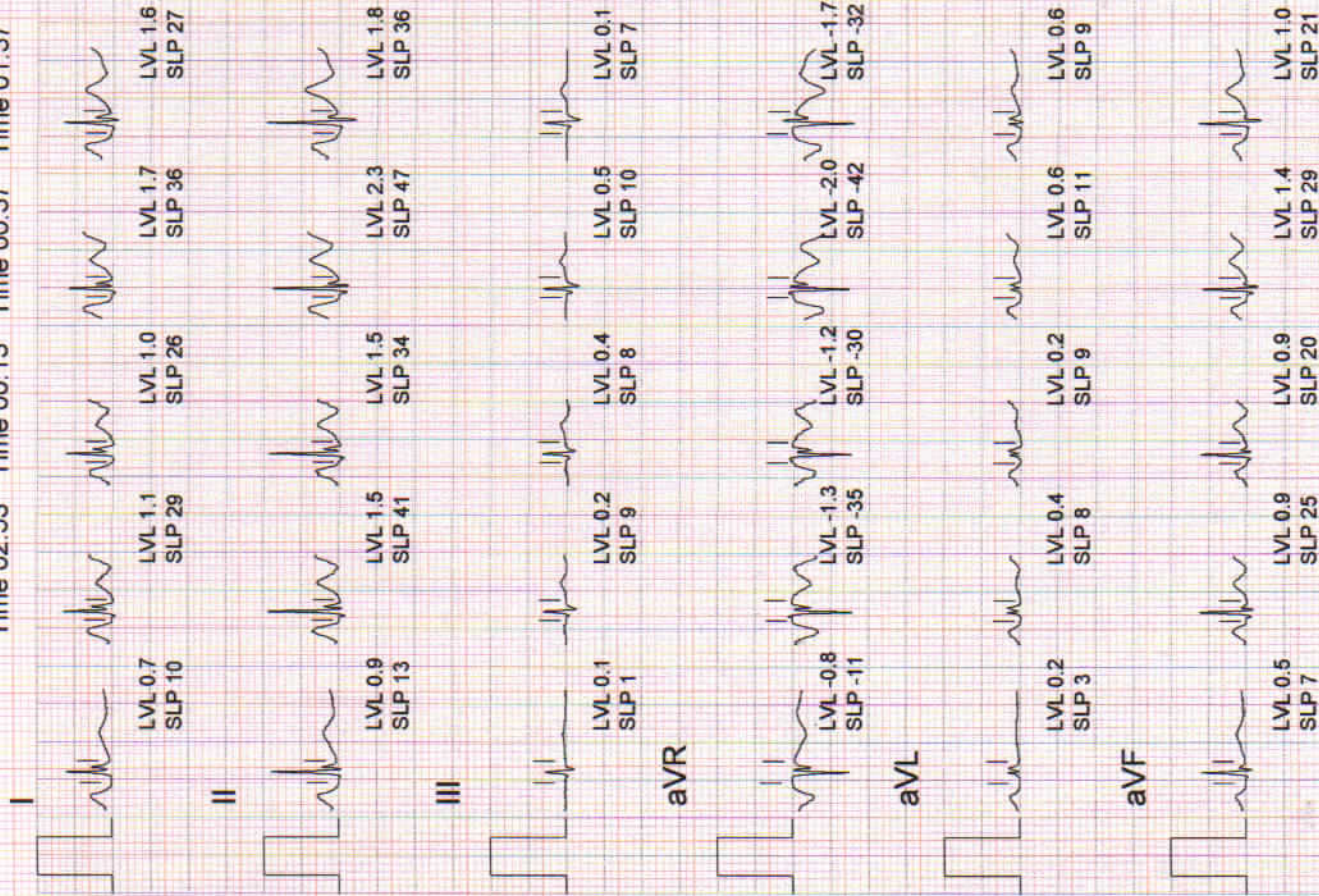 I
LVL 0.7 LVL 1.1 LVL 1.0 LVL 1.7 LVL 1.6
SLP 10 SLP 29 SLP 26 SLP 36 SLP 27
II
LVL 0.9 LVL 1.5 LVL 1.5 LVL 2.3 LVL 1.8
SLP 13 SLP 41 SLP 34 SLP 47 SLP 36
III
LVL 0.1 LVL 0.2 LVL 0.4 LVL 0.5 LVL 0.1
SLP 1 SLP 9 SLP 8 SLP 10 SLP 7
aVR
LVL -0.8 LVL -1.3 LVL -1.2 LVL -2.0 LVL -1.7
SLP -11 SLP -35 SLP -30 SLP -42 SLP -32
aVL
LVL 0.2 LVL 0.4 LVL 0.2 LVL 0.6 LVL 0.6
SLP 3 SLP 8 SLP 9 SLP 11 SLP 9
aVF
LVL 0.5 LVL 0.9 LVL 0.9 LVL 1.4 LVL 1.0
SLP 7 SLP 25 SLP 20 SLP 29 SLP 21